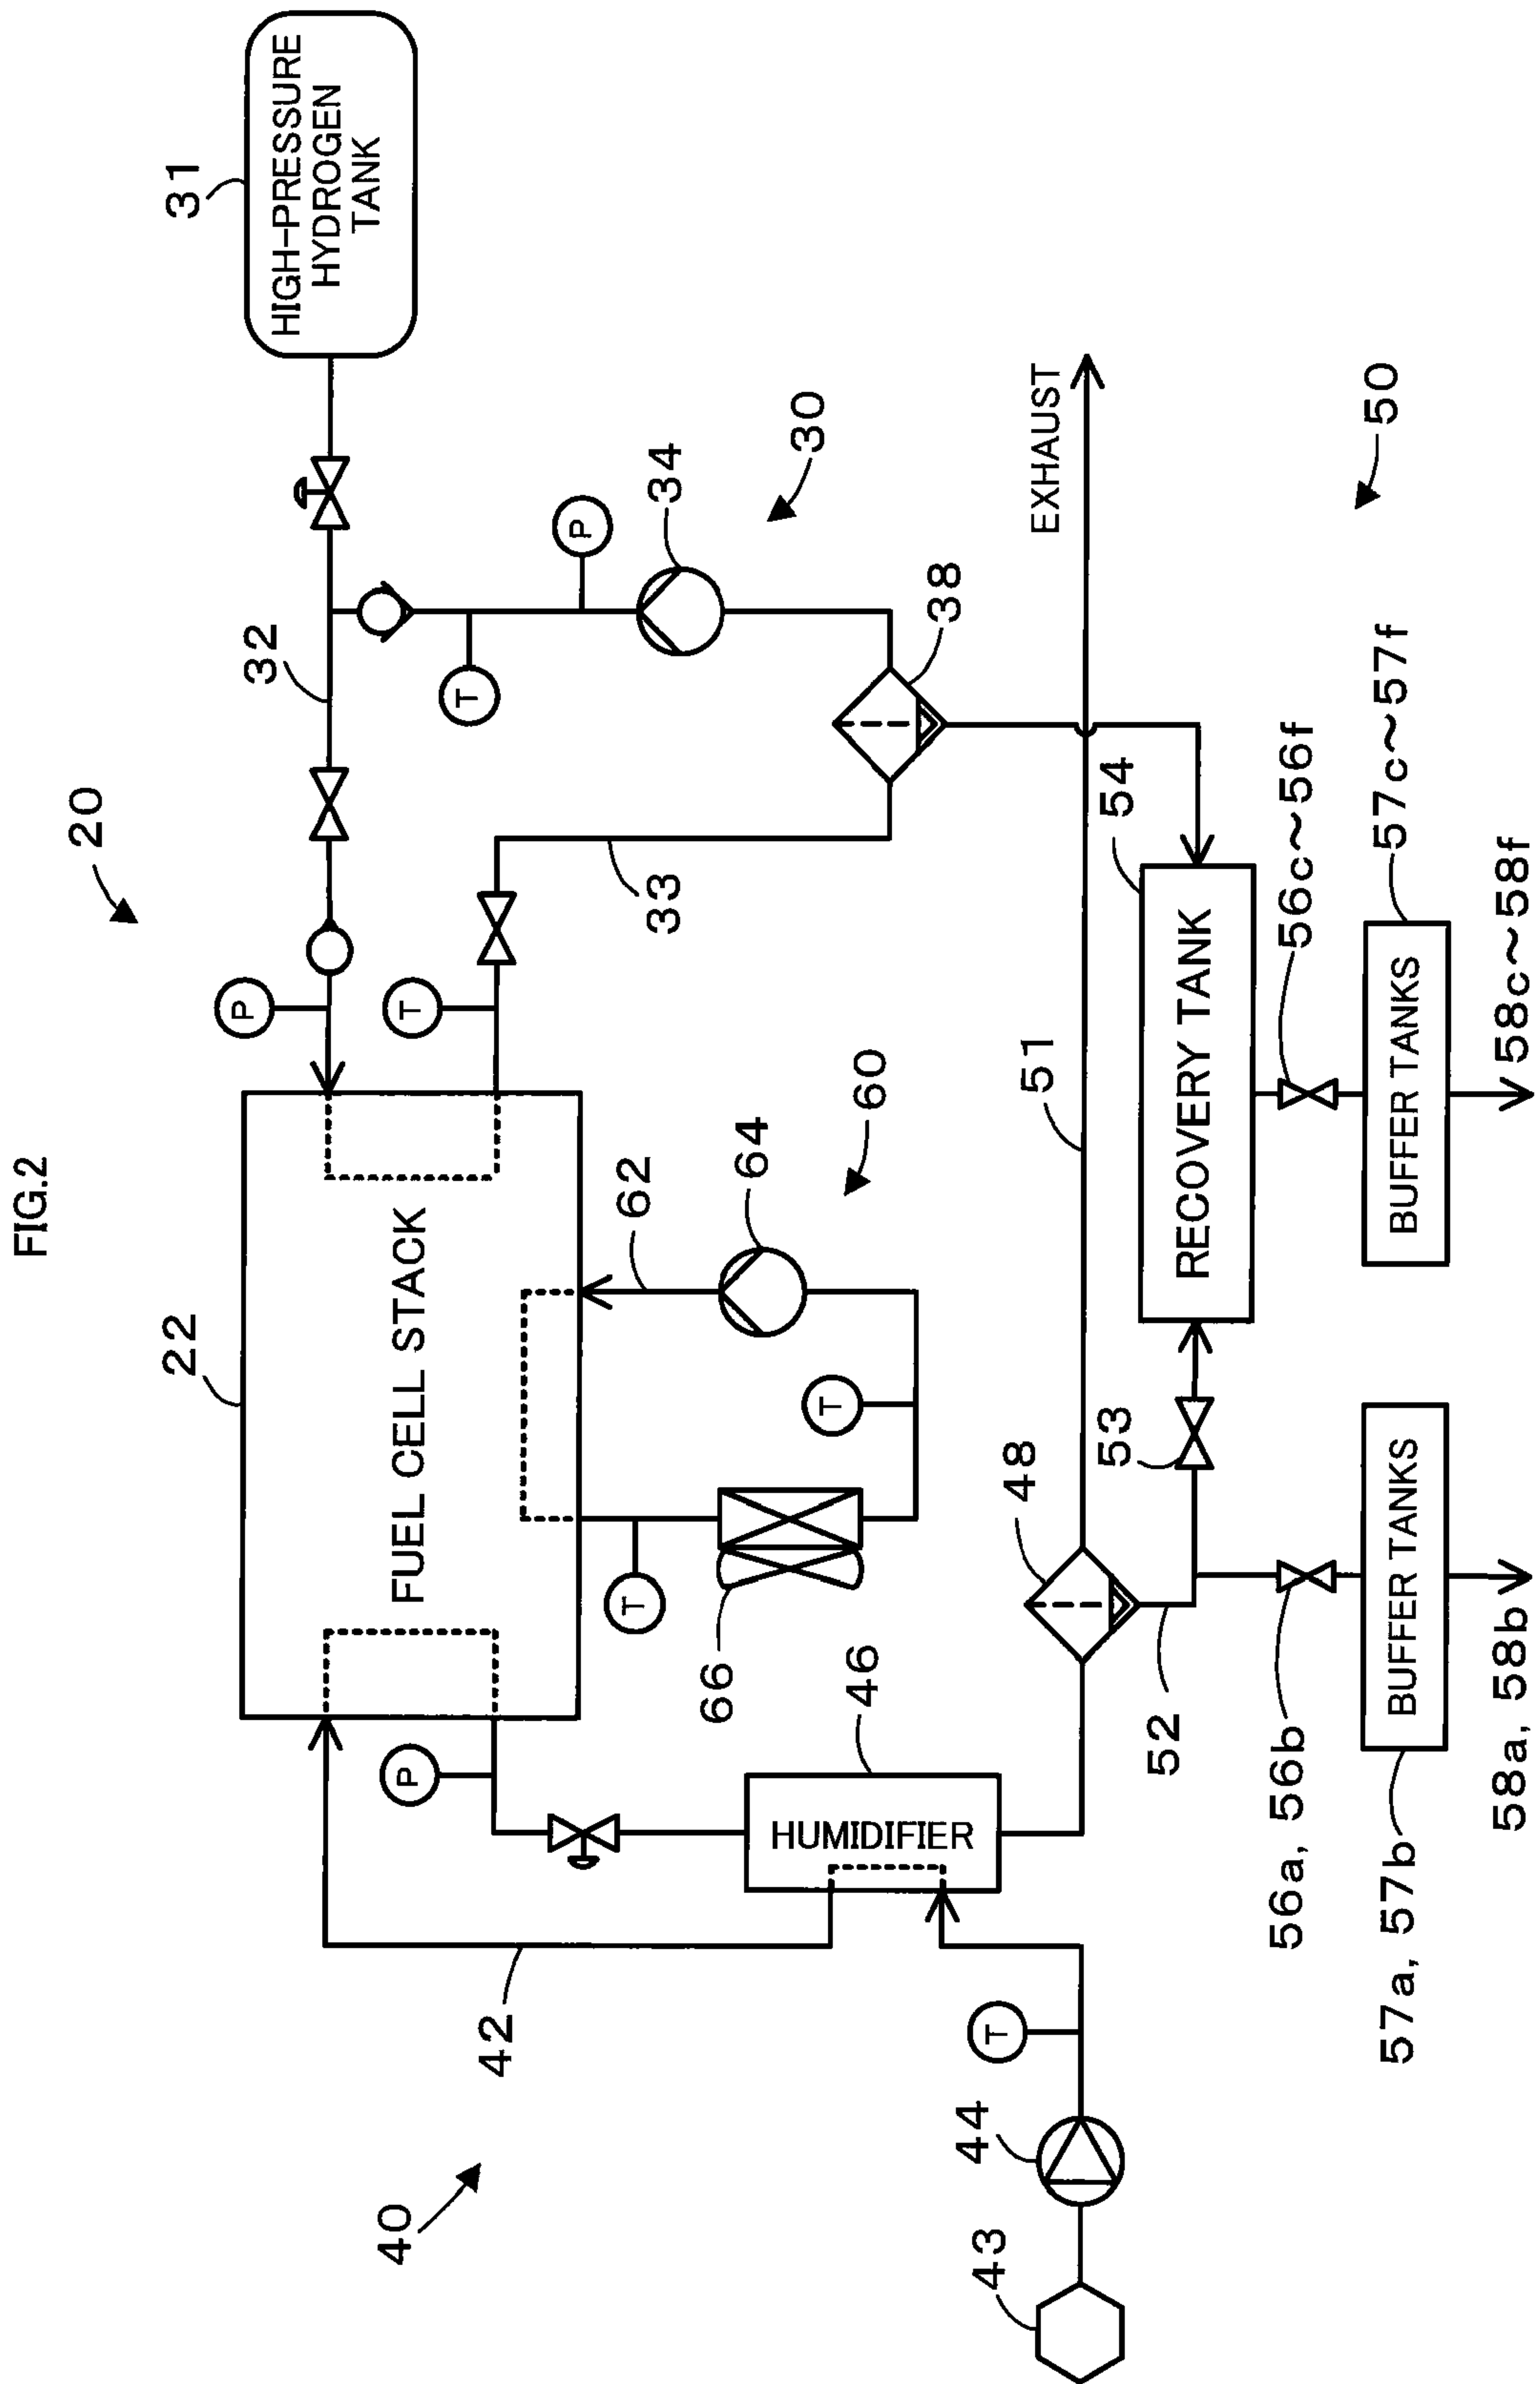 FIG.2
20
22
FUEL CELL STACK
31
HIGH-PRESSURE
HYDROGEN
TANK
32
P
T
P
T
33
34
30
38
40
42
P
T
66
62
64
T
60
43
44
T
46
HUMIDIFIER
48
51
EXHAUST
50
52
53
54
RECOVERY TANK
56a, 56b
56c~56f
57a, 57b
BUFFER TANKS
57c~57f
BUFFER TANKS
58a, 58b
58c~58f